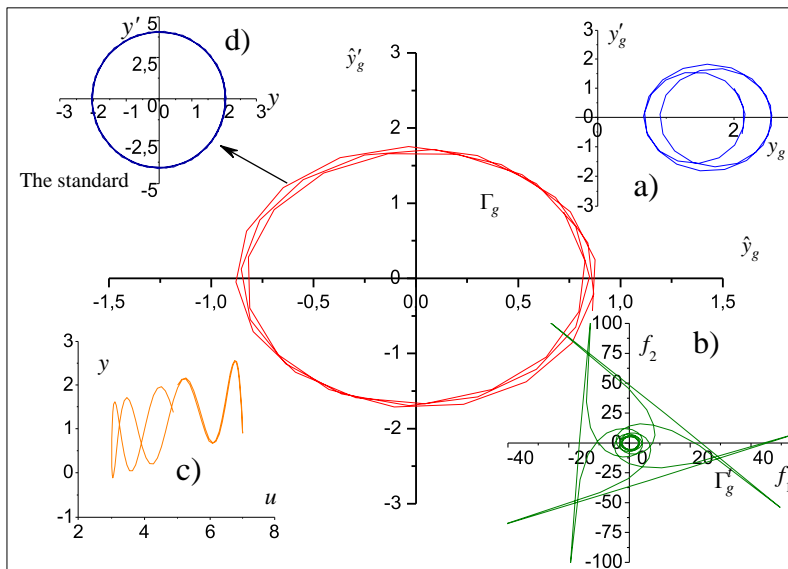 d)
y′
5
2,5
-3 -2 -1 0 1 2 3 y
-2.5
-5
The standard
ŷ′g
3
2
1
0
-1
-2
-3
Γg
ŷg
-1,5 -1,0 -0,5 0,0 0,5 1,0 1,5
y′g
3
2
1
0
-1
-2
-3
0 2
yg
a)
y
3
2
1
0
-1
2 4 6 8
u
c)
b)
f2
100
75
50
25
0
-25
-50
-75
-100
-40 -20 0 20 40
Γ′g
f1